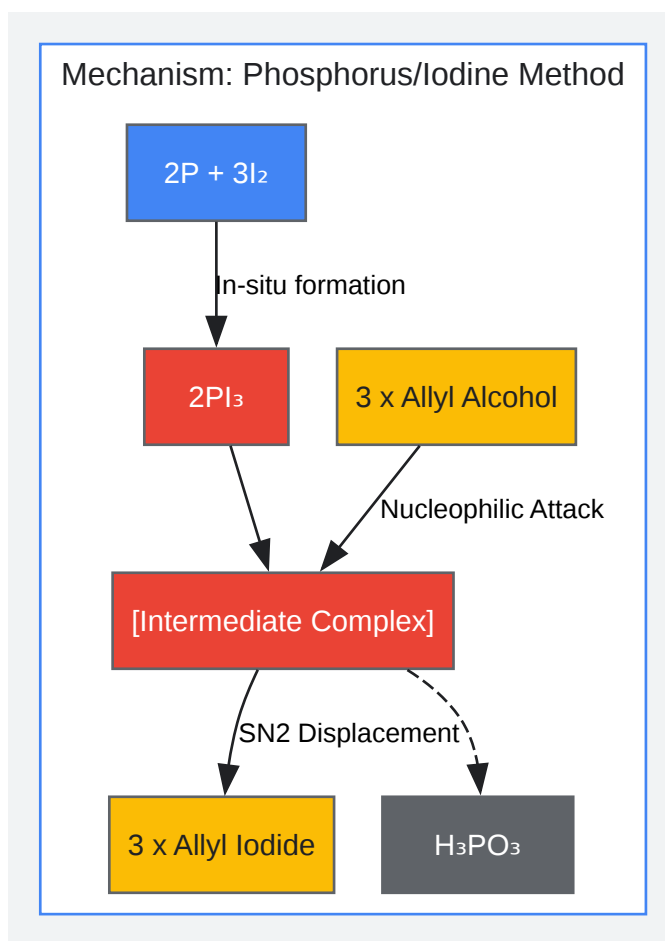 Mechanism: Phosphorus/Iodine Method
2P + 3I₂
In-situ formation
2PI₃
3 x Allyl Alcohol
Nucleophilic Attack
[Intermediate Complex]
SN2 Displacement
3 x Allyl Iodide
H₃PO₃